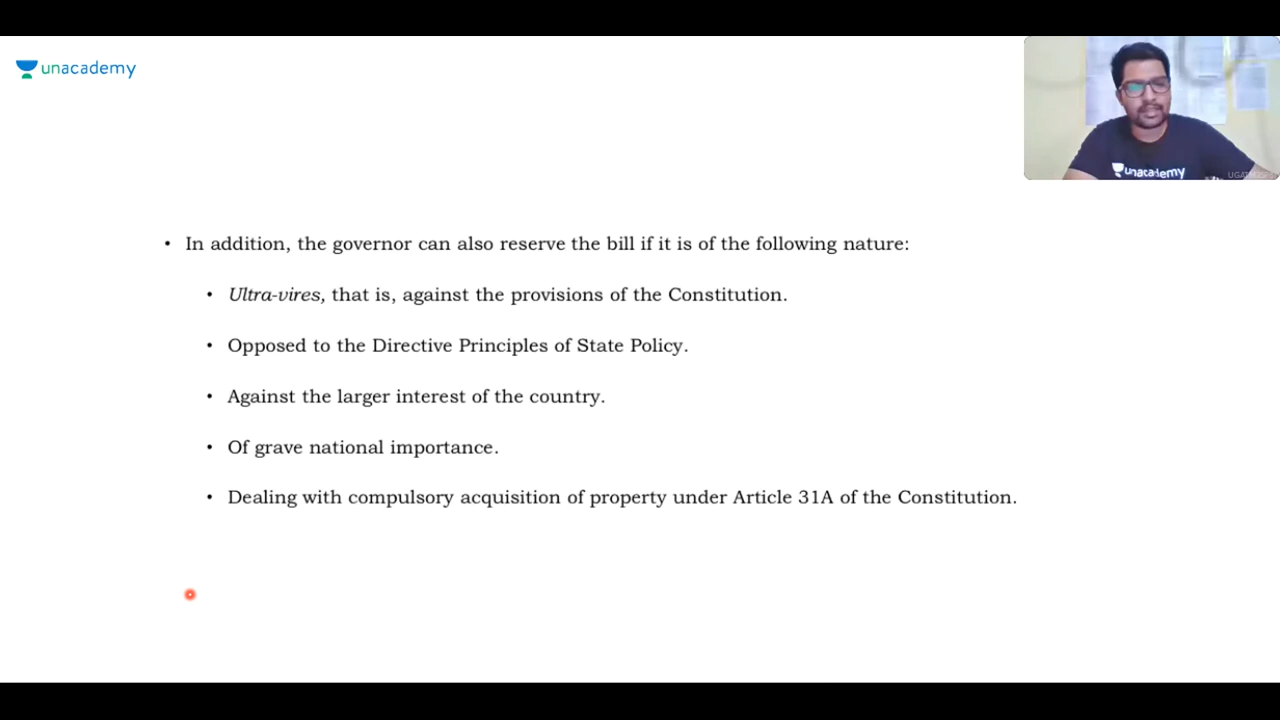 unacademy
unacademy
• In addition, the governor can also reserve the bill if it is of the following nature:
• Ultra-vires, that is, against the provisions of the Constitution.
• Opposed to the Directive Principles of State Policy.
• Against the larger interest of the country.
• Of grave national importance.
• Dealing with compulsory acquisition of property under Article 31A of the Constitution.